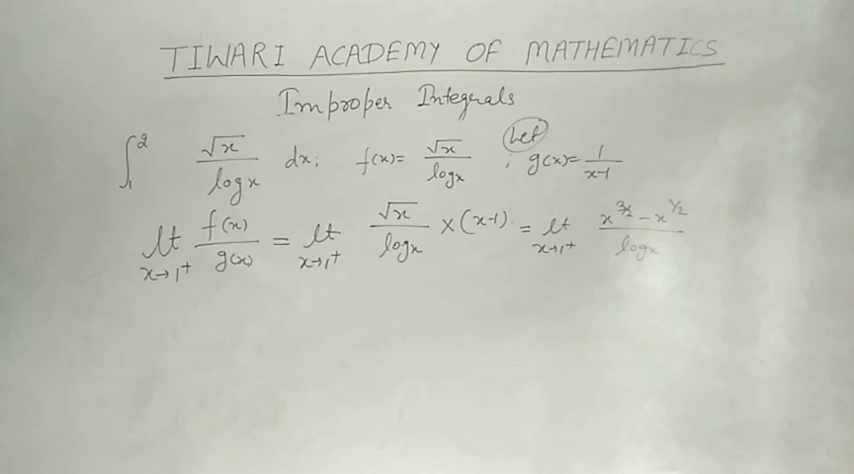 TIWARI ACADEMY OF MATHEMATICS
Improper Integrals
∫₁² √x / log x dx; f(x) = √x / log x ; Let g(x) = 1 / x-1
lt x→1⁺ f(x) / g(x) = lt x→1⁺ √x / log x × (x-1). = lt x→1⁺ x^3/2 - x^1/2 / log x